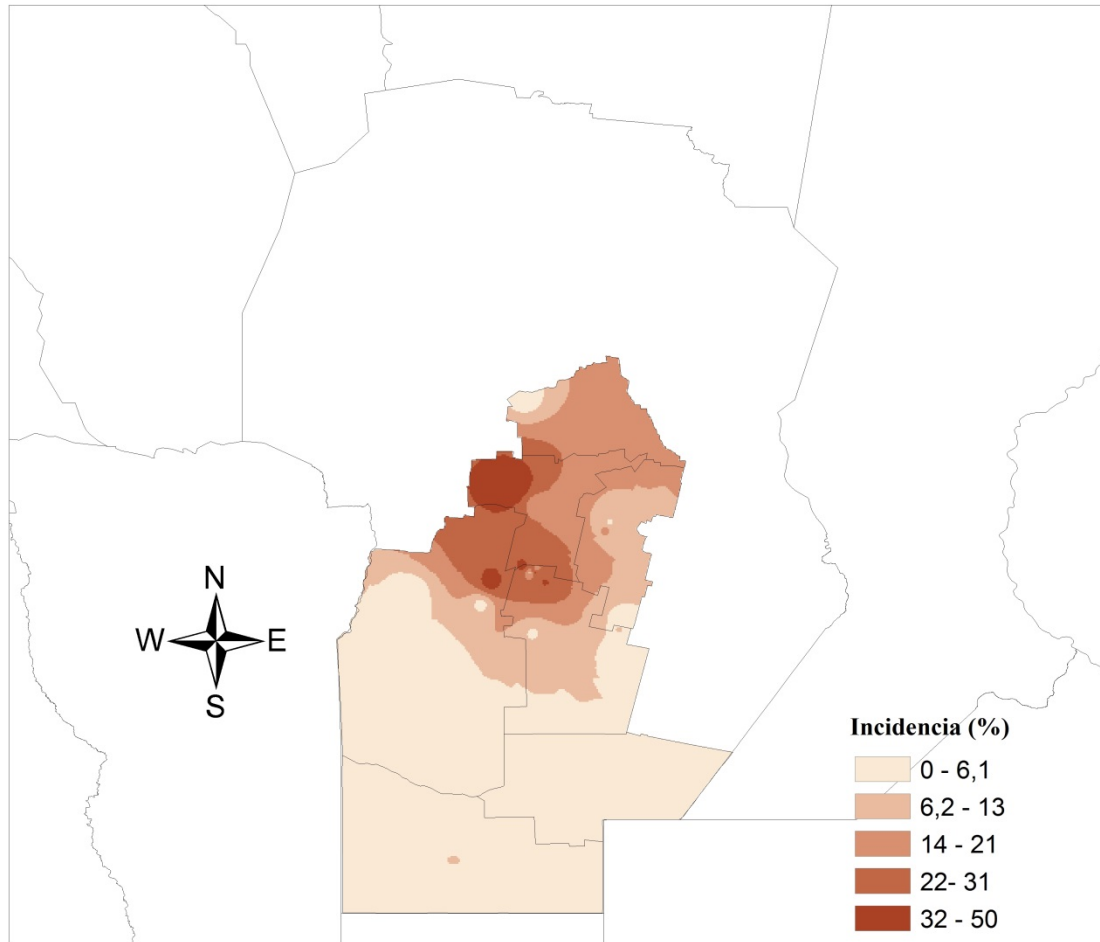 N
W E
S
Incidencia (%)
0 - 6,1
6,2 - 13
14 - 21
22- 31
32 - 50